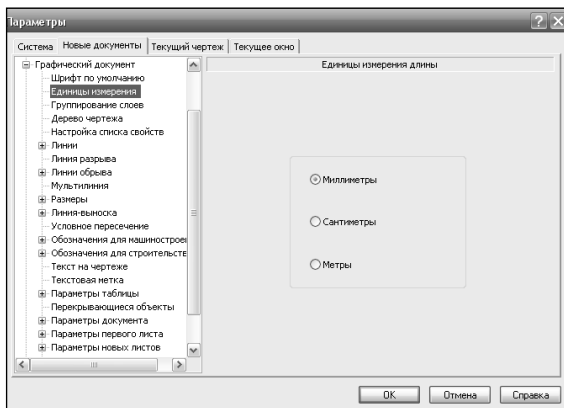 Параметры
Система Новые документы Текущий чертеж Текущее окно
Графический документ
Шрифт по умолчанию
Единицы измерения
Группирование слоев
Дерево чертежа
Настройка списка свойств
Линии
Линия разрыва
Линии обрыва
Мультилиния
Размеры
Линия-выноска
Условное пересечение
Обозначения для машиностроен
Обозначения для строительств
Текст на чертеже
Текстовая метка
Параметры таблицы
Перекрывающиеся объекты
Параметры документа
Параметры первого листа
Параметры новых листов
Единицы измерения длины
Миллиметры
Сантиметры
Метры
OK Отмена Справка